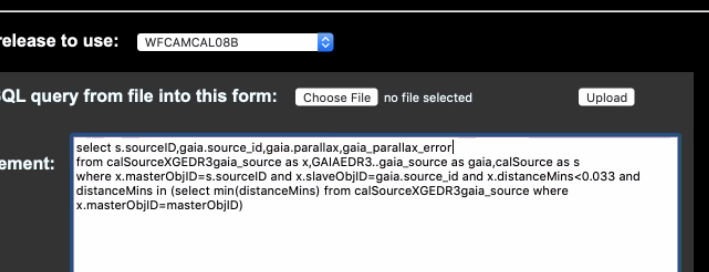 release to use: WFCAMCAL08B
SQL query from file into this form: Choose File no file selected Upload
ement:
select s.sourceID,gaia.source_id,gaia.parallax,gaia_parallax_error
from calSourceXGEDR3gaia_source as x,GAIAEDR3..gaia_source as gaia,calSource as s
where x.masterObjID=s.sourceID and x.slaveObjID=gaia.source_id and x.distanceMins<0.033 and
distanceMins in (select min(distanceMins) from calSourceXGEDR3gaia_source where
x.masterObjID=masterObjID)